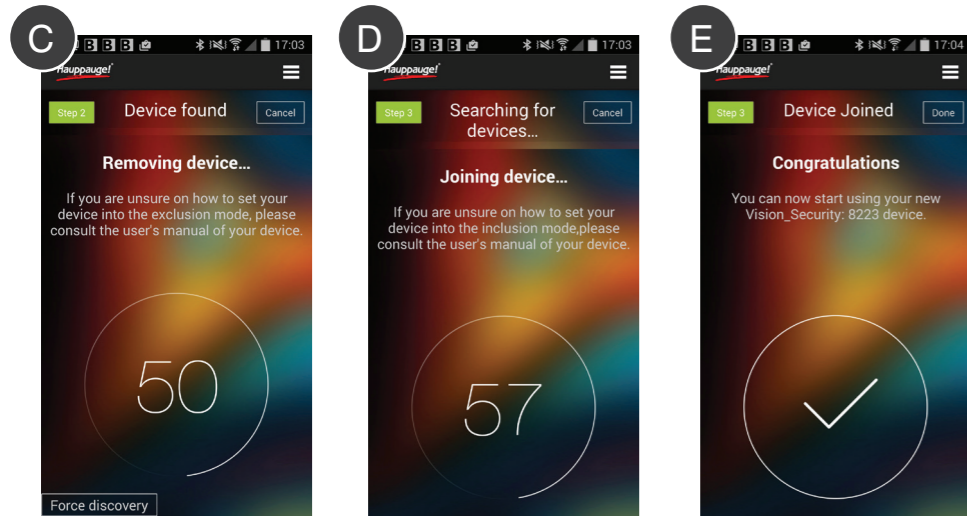 C
B B B 17:03
Hauppauge!
Step 2 Device found Cancel
Removing device...
If you are unsure on how to set your
device into the exclusion mode, please
consult the user's manual of your device.
50
Force discovery
D
B B B 17:03
Hauppauge!
Step 3 Searching for
devices... Cancel
Joining device...
If you are unsure on how to set your
device into the inclusion mode,please
consult the user's manual of your device.
57
E
B B B 17:04
Hauppauge!
Step 3 Device Joined Done
Congratulations
You can now start using your new
Vision_Security: 8223 device.